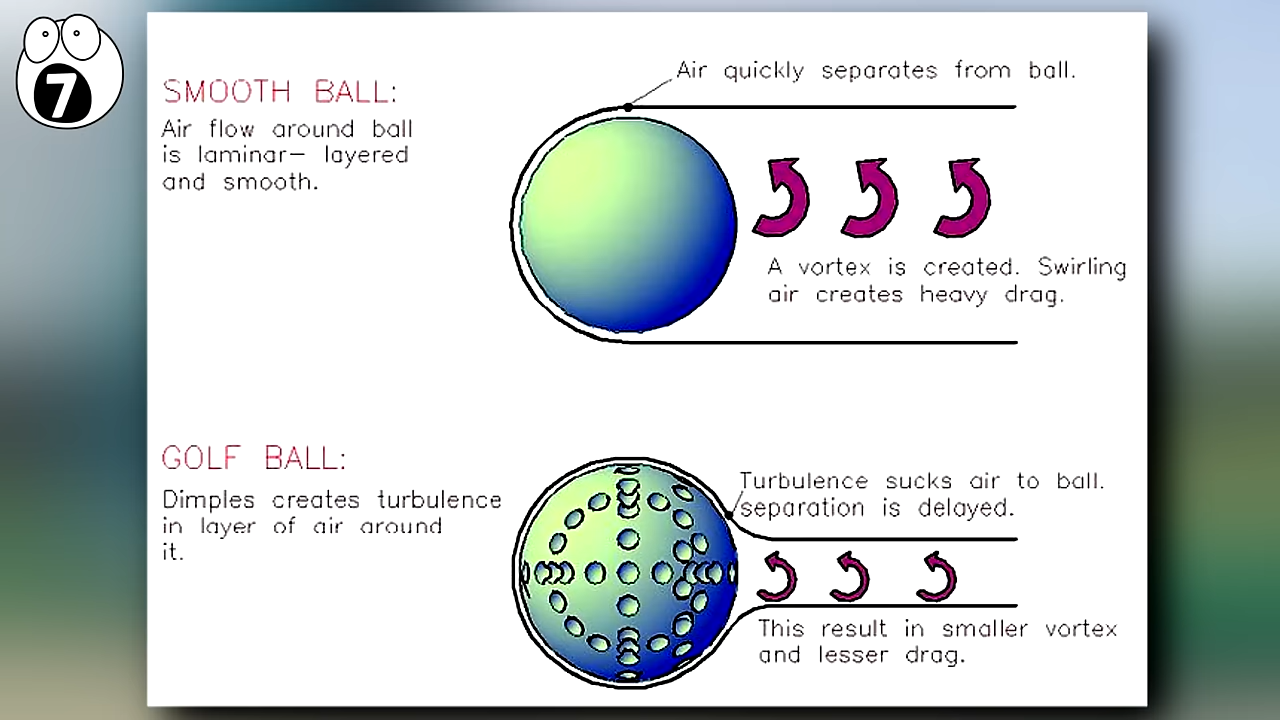 7
SMOOTH BALL:
Air flow around ball
is laminar– layered
and smooth.
Air quickly separates from ball.
A vortex is created. Swirling
air creates heavy drag.
GOLF BALL:
Dimples creates turbulence
in layer of air around
it.
Turbulence sucks air to ball.
separation is delayed.
This result in smaller vortex
and lesser drag.